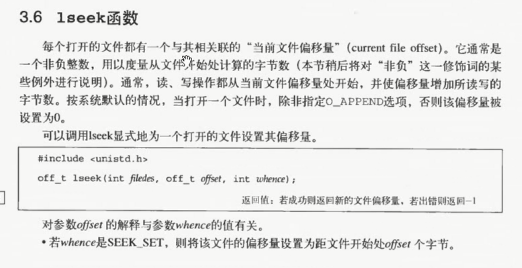 3.6 lseek函数
每个打开的文件都有一个与其相关联的“当前文件偏移量”(current file offset)。它通常是
一个非负整数，用以度量从文件开始处计算的字节数（本节稍后将对“非负”这一修饰词的某
些例外进行说明）。通常，读、写操作都从当前文件偏移量处开始，并使偏移量增加所读写的
字节数。按系统默认的情况，当打开一个文件时，除非指定O_APPEND选项，否则该偏移量被
设置为0。
可以调用lseek显式地为一个打开的文件设置其偏移量。
#include <unistd.h>
off_t lseek(int filedes, off_t offset, int whence);
返回值：若成功则返回新的文件偏移量，若出错则返回-1
对参数offset 的解释与参数whence的值有关。
• 若whence是SEEK_SET，则将该文件的偏移量设置为距文件开始处offset 个字节。